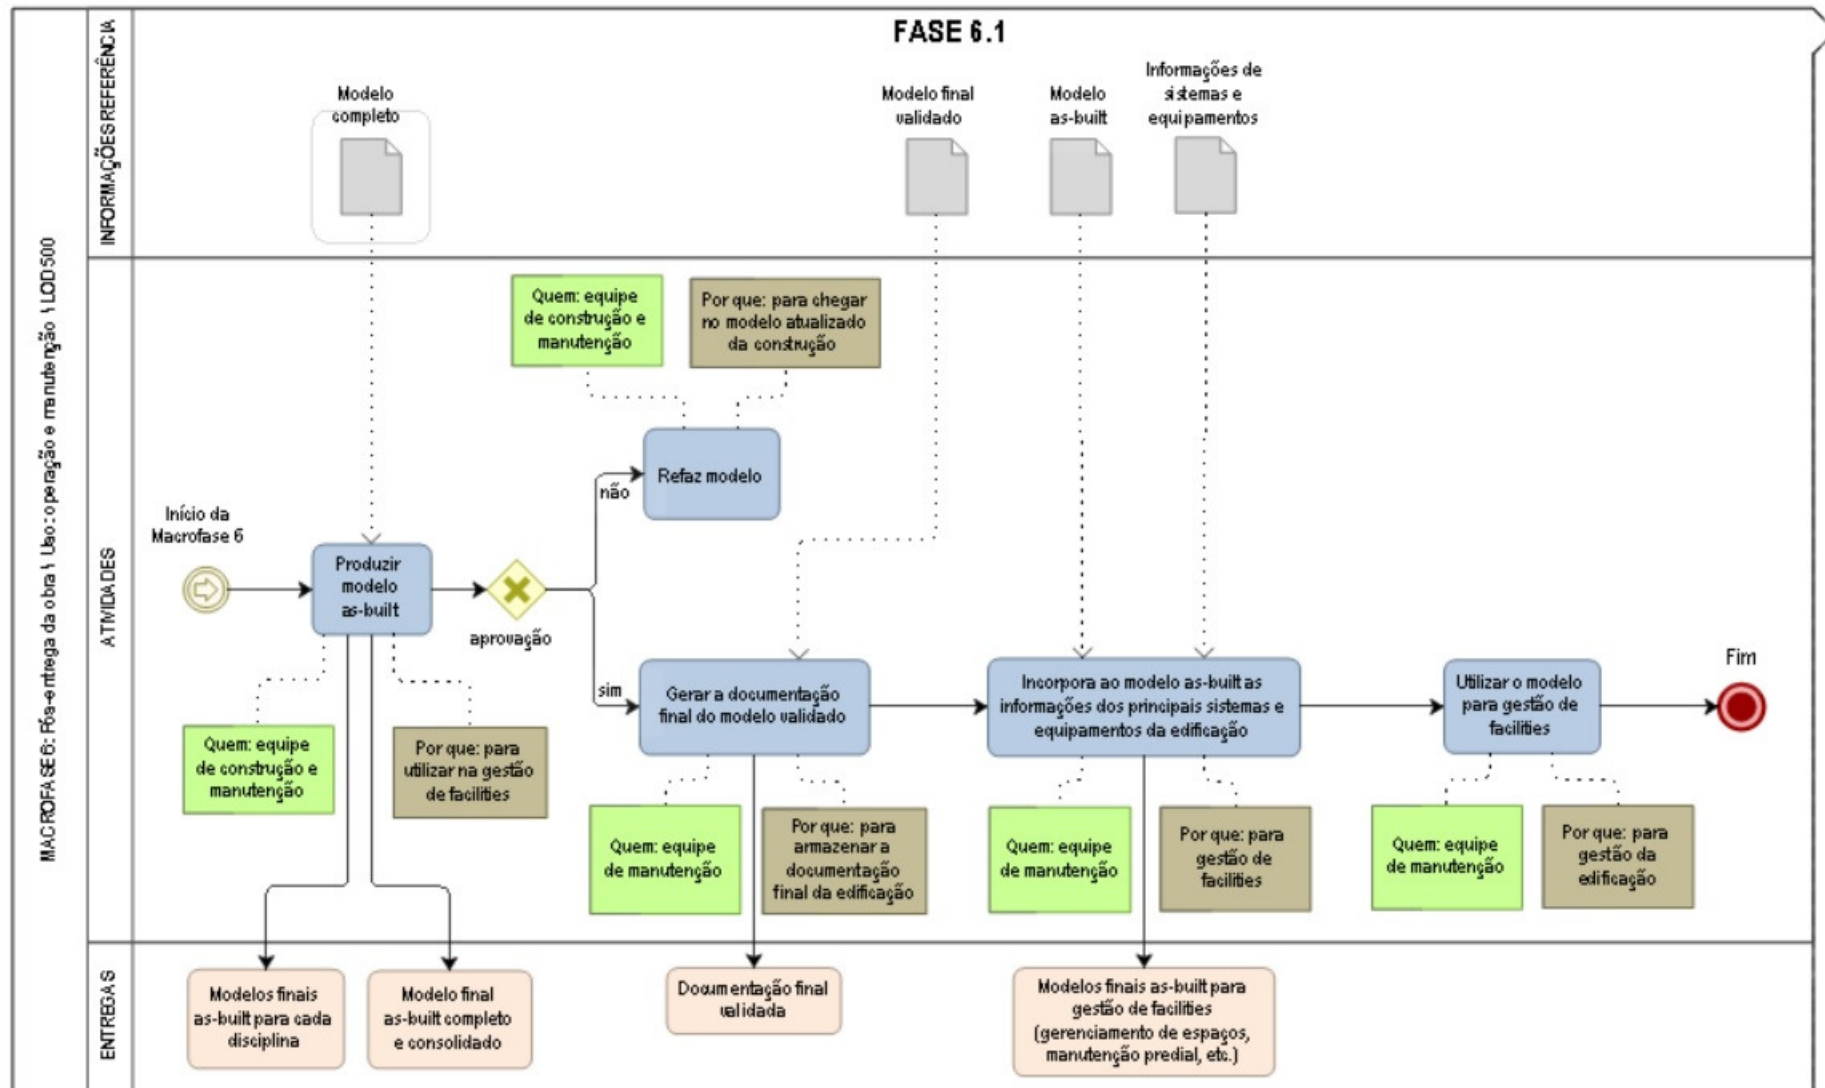 FASE 6.1
INFORMAÇÕES REFERÊNCIA
Modelo
completo
Modelo final
validado
Modelo
as-built
Informações de
sistemas e
equipamentos
MACROFASE 6: Pós-entrega da obra \ Uso: operação e manutenção \ LOD500
ATIVIDADES
Quem: equipe
de construção e
manutenção
Por que: para chegar
no modelo atualizado
da construção
Refaz modelo
não
Início da
Macrofase 6
Produzir
modelo
as-built
aprovação
sim
Gerar a documentação
final do modelo validado
Incorpora ao modelo as-built as
informações dos principais sistemas e
equipamentos da edificação
Utilizar o modelo
para gestão de
facilities
Fim
Quem: equipe
de construção e
manutenção
Por que: para
utilizar na gestão
de facilities
Quem: equipe
de manutenção
Por que: para
armazenar a
documentação
final da edificação
Quem: equipe
de manutenção
Por que: para
gestão de
facilities
Quem: equipe
de manutenção
Por que: para
gestão da
edificação
ENTREGAS
Modelos finais
as-built para cada
disciplina
Modelo final
as-built completo
e consolidado
Documentação final
validada
Modelos finais as-built para
gestão de facilities
(gerenciamento de espaços,
manutenção predial, etc.)